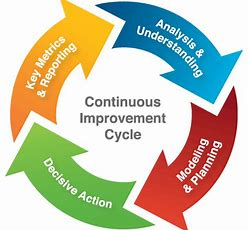 Continuous
Improvement
Cycle
Analysis &
Understanding
Modeling
& Planning
Decisive Action
Key Metrics
& Reporting